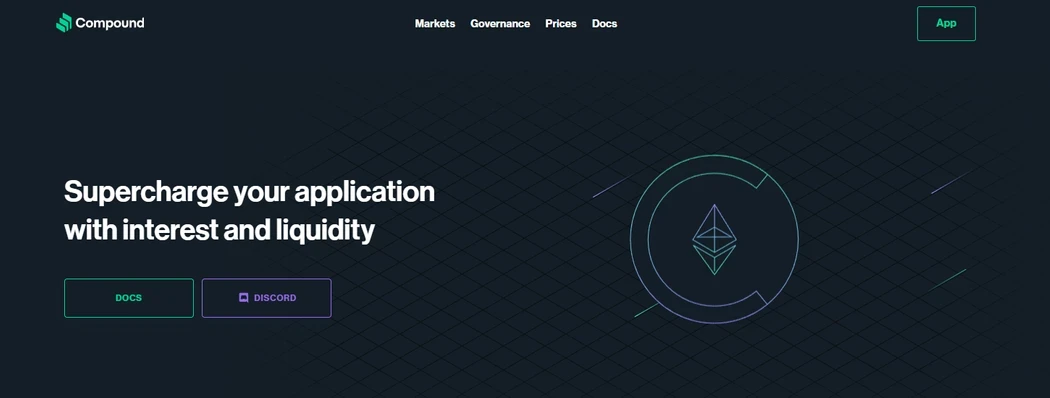 Compound
Markets
Governance
Prices
Docs
App
Supercharge your application
with interest and liquidity
DOCS
DISCORD